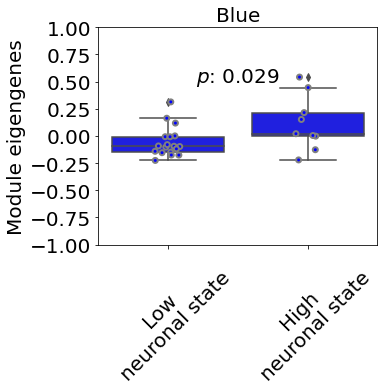 Blue
Module eigengenes
1.00
0.75
0.50
0.25
0.00
−0.25
−0.50
−0.75
−1.00
p: 0.029
Low
neuronal state
High
neuronal state